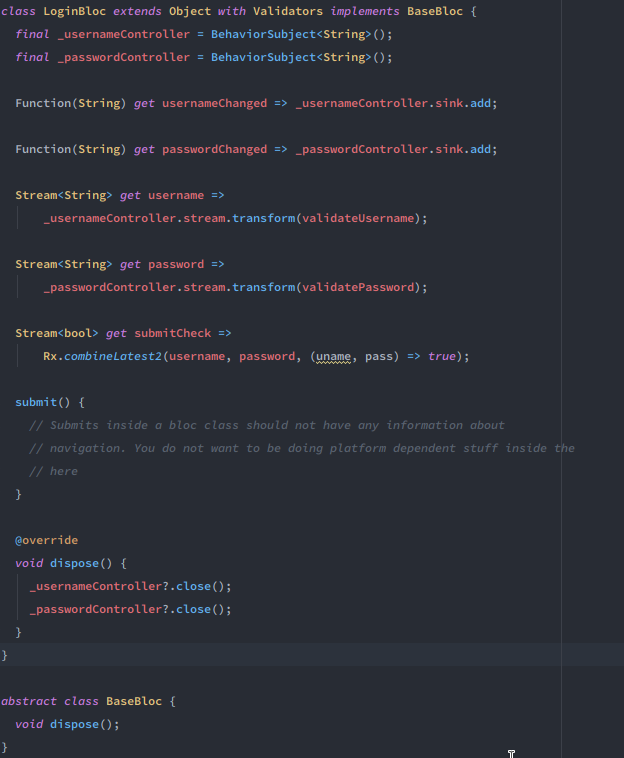 class LoginBloc extends Object with Validators implements BaseBloc {
  final _usernameController = BehaviorSubject<String>();
  final _passwordController = BehaviorSubject<String>();

  Function(String) get usernameChanged => _usernameController.sink.add;

  Function(String) get passwordChanged => _passwordController.sink.add;

  Stream<String> get username =>
      _usernameController.stream.transform(validateUsername);

  Stream<String> get password =>
      _passwordController.stream.transform(validatePassword);

  Stream<bool> get submitCheck =>
      Rx.combineLatest2(username, password, (uname, pass) => true);

  submit() {
    // Submits inside a bloc class should not have any information about
    // navigation. You do not want to be doing platform dependent stuff inside the
    // here
  }

  @override
  void dispose() {
    _usernameController?.close();
    _passwordController?.close();
  }
}

abstract class BaseBloc {
  void dispose();
}